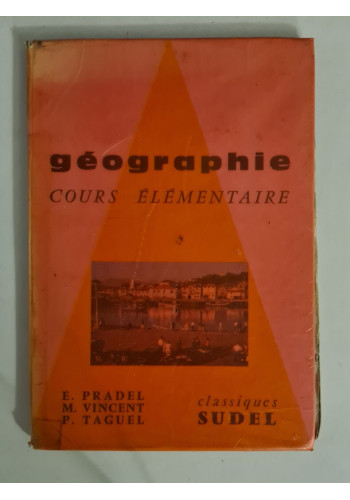 géographie
COURS ÉLÉMENTAIRE
E. PRADEL
M. VINCENT
P. TAGUEL
classiques
SUDEL